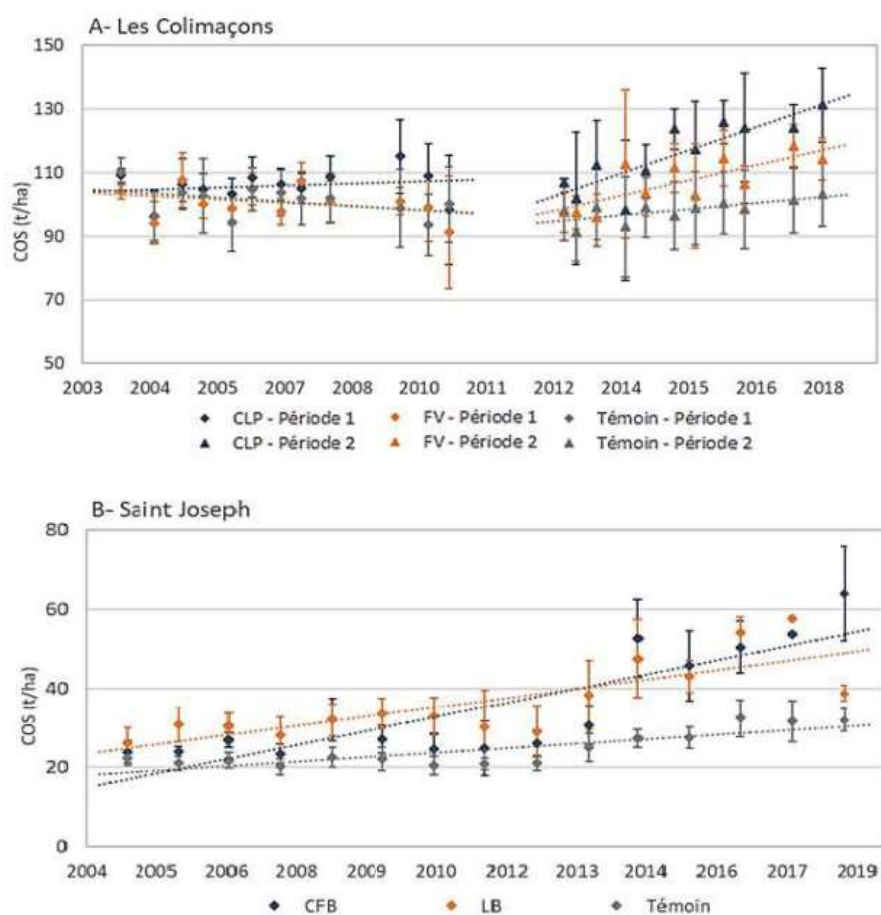 A- Les Colimaçons
150
130
110
90
70
50
COS (t/ha)
2003 2004 2005 2007 2008 2010 2011 2012 2014 2015 2016 2018
CLP - Période 1 FV - Période 1 Témoin - Période 1
CLP - Période 2 FV - Période 2 Témoin - Période 2
B- Saint Joseph
80
60
40
20
0
COS (t/ha)
2004 2005 2006 2008 2009 2010 2012 2013 2014 2016 2017 2019
CFB LB Témoin